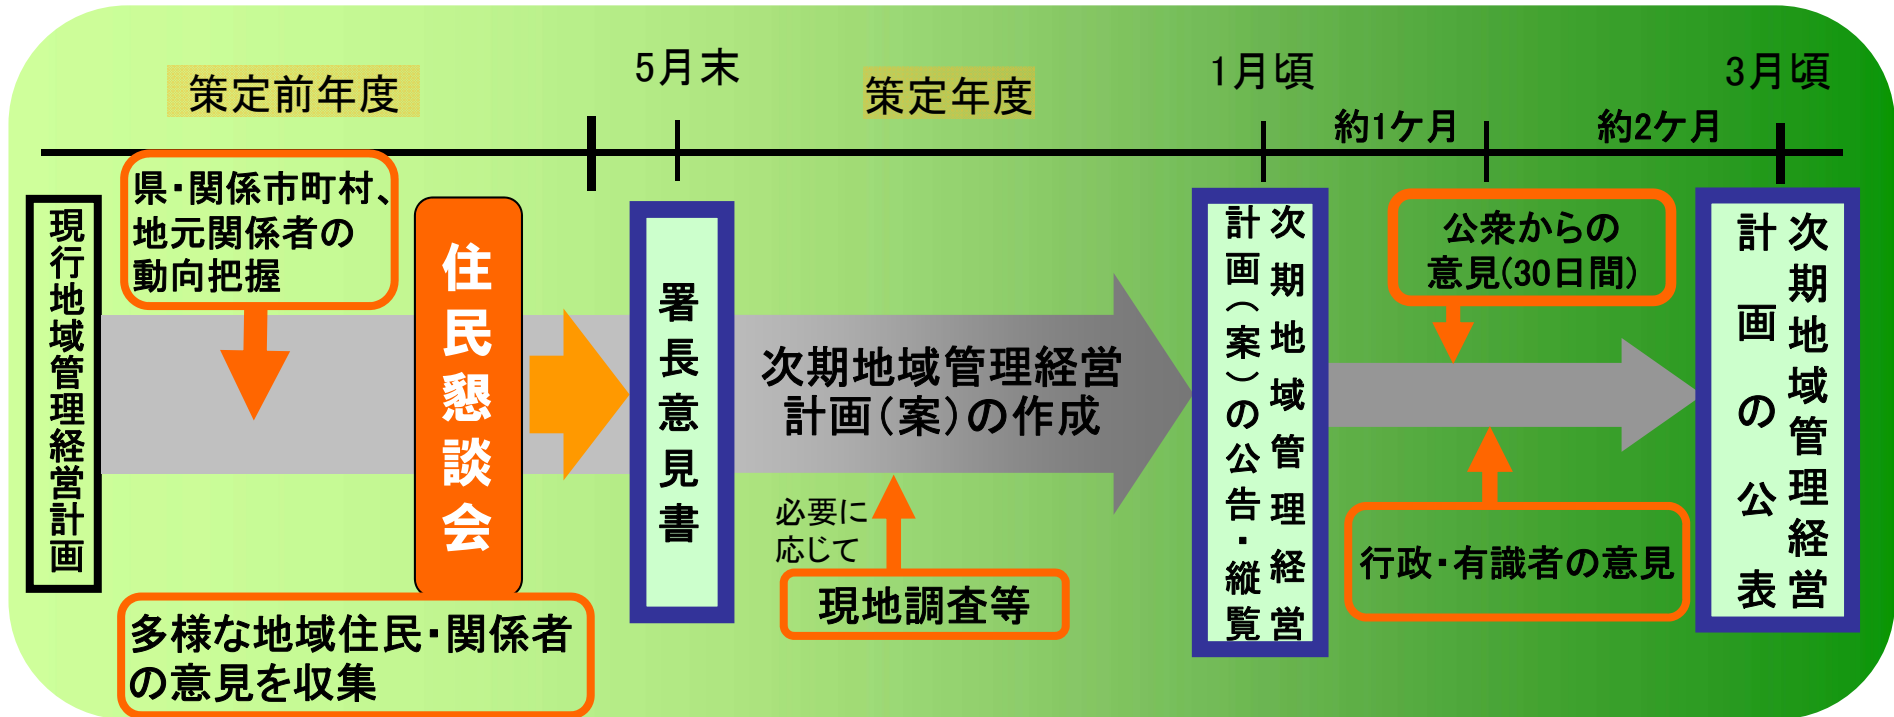 策定前年度
5月末
策定年度
1月頃
約1ケ月
約2ケ月
3月頃
現行地域管理経営計画
県・関係市町村、
地元関係者の
動向把握
住民懇談会
多様な地域住民・関係者
の意見を収集
署長意見書
次期地域管理経営
計画（案）の作成
必要に
応じて
現地調査等
次期地域管理経営
計画（案）の公告・縦覧
公衆からの
意見(30日間)
行政・有識者の意見
次期地域管理経営
計画の公表